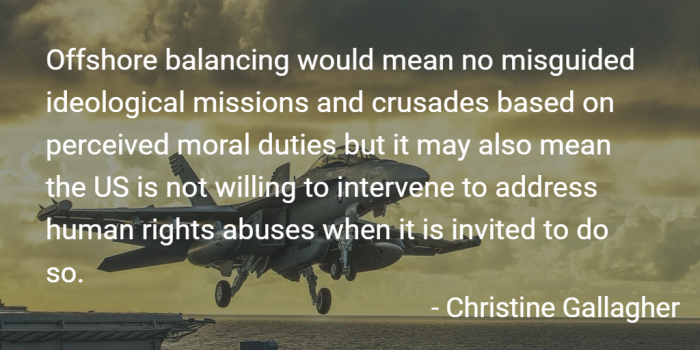 Offshore balancing would mean no misguided
ideological missions and crusades based on
perceived moral duties but it may also mean
the US is not willing to intervene to address
human rights abuses when it is invited to do
so.
- Christine Gallagher